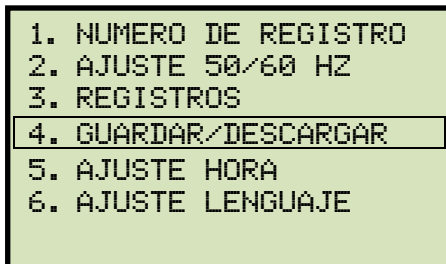 1. NUMERO DE REGISTRO
2. AJUSTE 50/60 HZ
3. REGISTROS
4. GUARDAR/DESCARGAR
5. AJUSTE HORA
6. AJUSTE LENGUAJE